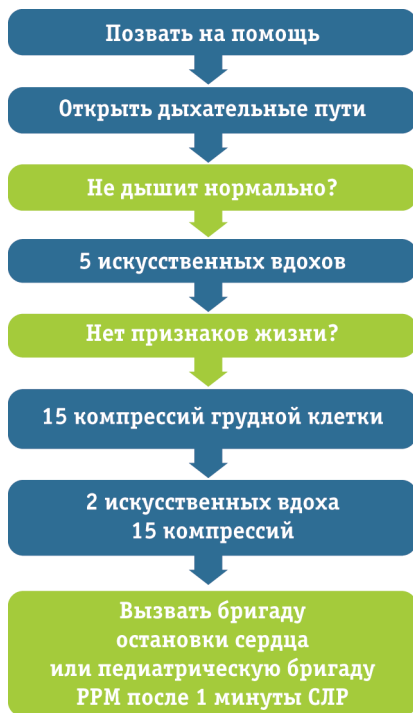 Позвать на помощь
Открыть дыхательные пути
Не дышит нормально?
5 искусственных вдохов
Нет признаков жизни?
15 компрессий грудной клетки
2 искусственных вдоха
15 компрессий
Вызвать бригаду
остановки сердца
или педиатрическую бригаду
РРМ после 1 минуты СЛР